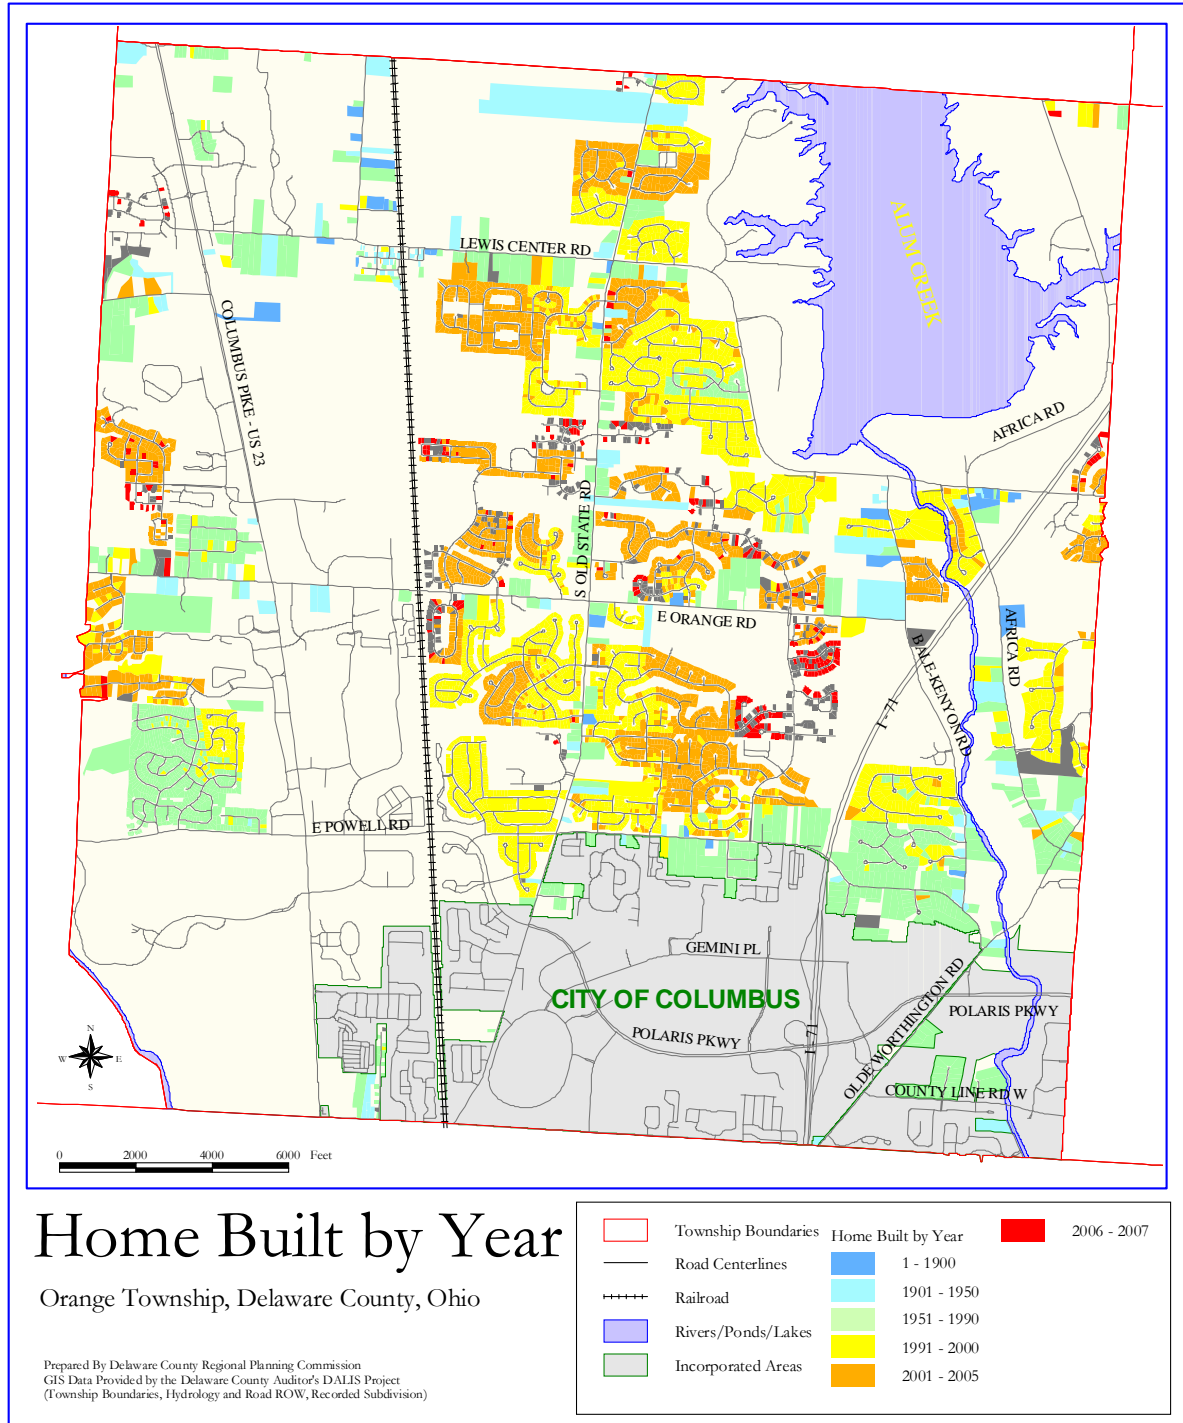 ALUM CREEK
LEWIS CENTER RD
COLUMBUS PIKE - US 23
AFRICA RD
S OLD STATE RD
E ORANGE RD
AFRICA RD
BALE-KENYON RD
I - 71
E POWELL RD
GEMINI PL
CITY OF COLUMBUS
OLDE WORTHINGTON RD
POLARIS PKWY
POLARIS PKWY
I - 71
COUNTY LINE RD W
N
W
E
S
0 2000 4000 6000 Feet
Home Built by Year
Orange Township, Delaware County, Ohio
Prepared By Delaware County Regional Planning Commission
GIS Data Provided by the Delaware County Auditor's DALIS Project
(Township Boundaries, Hydrology and Road ROW, Recorded Subdivision)
Township Boundaries
Road Centerlines
Railroad
Rivers/Ponds/Lakes
Incorporated Areas
Home Built by Year
1 - 1900
1901 - 1950
1951 - 1990
1991 - 2000
2001 - 2005
2006 - 2007